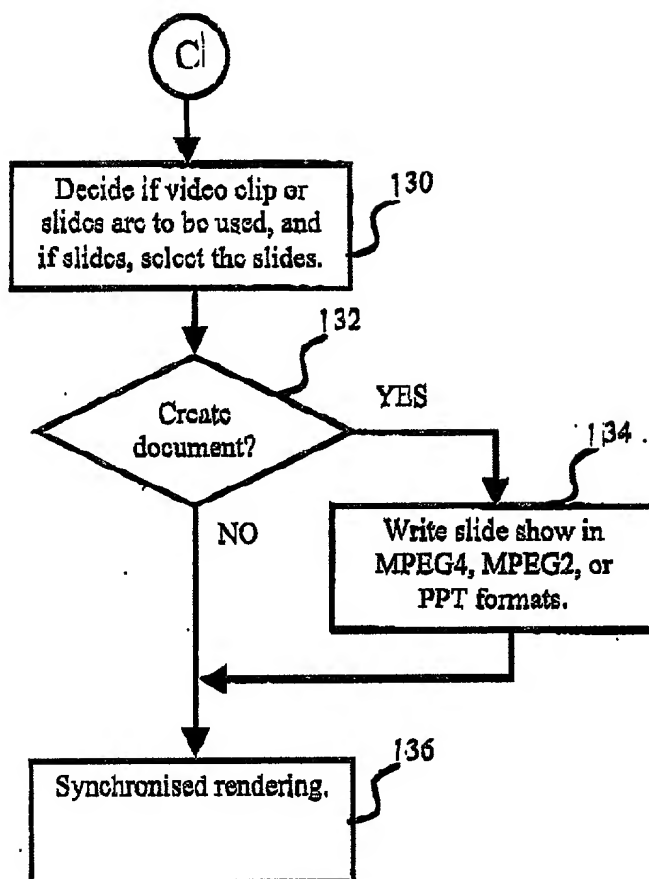 C
Decide if video clip or
slides are to be used, and
if slides, select the slides.
130
132
Create
document?
YES
134
NO
Write slide show in
MPEG4, MPEG2, or
PPT formats.
136
Synchronised rendering.